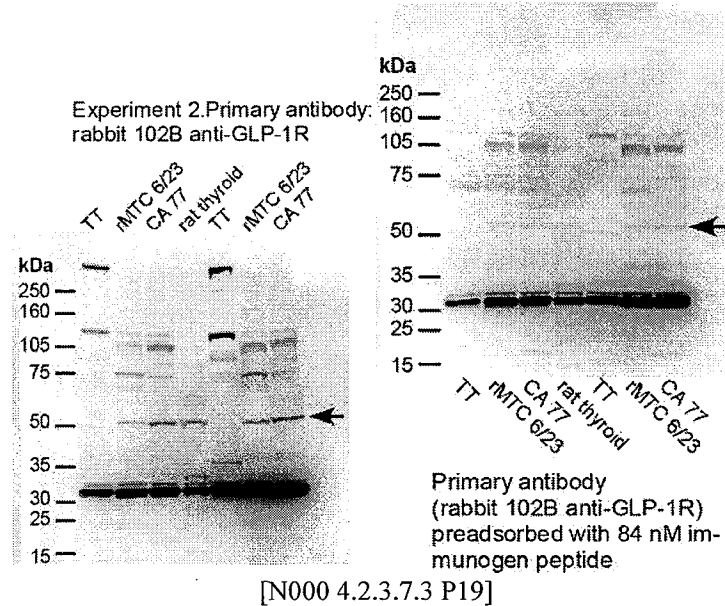 Experiment 2.Primary antibody:
rabbit 102B anti-GLP-1R
TT rMTC 6/23 CA 77 rat thyroid TT rMTC 6/23 CA 77
kDa
250
160
105
75
50
35
30
25
15
kDa
250
160
105
75
50
35
30
25
15
TT rMTC 6/23 CA 77 rat thyroid TT rMTC 6/23 CA 77
Primary antibody
(rabbit 102B anti-GLP-1R)
preadsorbed with 84 nM im-
munogen peptide
[N000 4.2.3.7.3 P19]